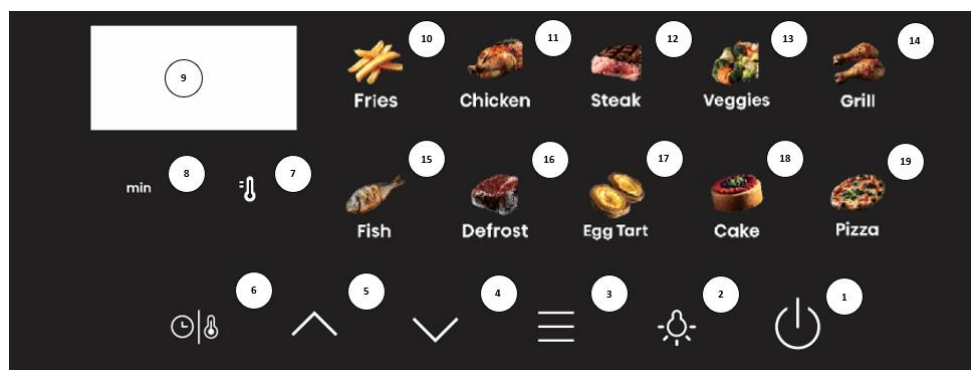 9
10
11
12
13
14
Fries
Chicken
Steak
Veggies
Grill
min
8
7
15
16
17
18
19
Fish
Defrost
Egg Tart
Cake
Pizza
6
5
4
3
2
1